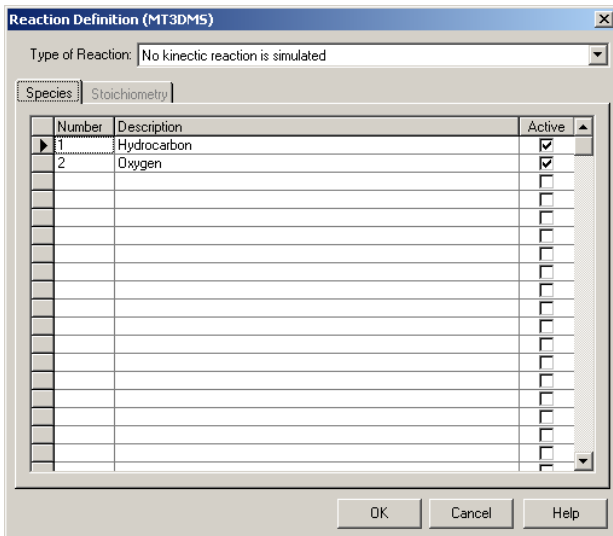 Reaction Definition (MT3DMS)
Type of Reaction: No kinetic reaction is simulated
Species Stoichiometry
Number Description Active
1 Hydrocarbon
2 Oxygen
OK Cancel Help